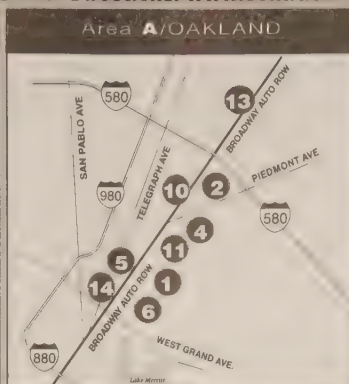 Area A/OAKLAND
580
13
BROADWAY AUTO ROW
SAN PABLO AVE
980
TELEGRAPH AVE
10
2
PIEDMONT AVE
580
4
11
5
14
1
6
BROADWAY AUTO ROW
WEST GRAND AVE.
880
Lake Merritt